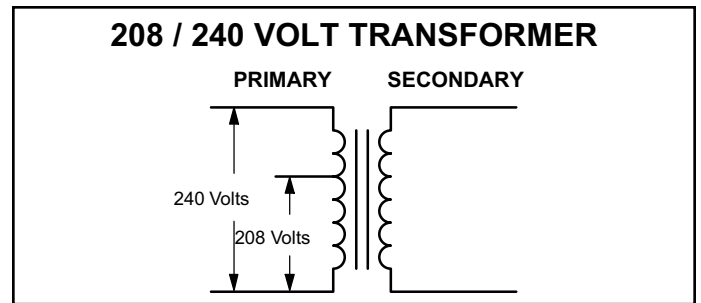 208 / 240 VOLT TRANSFORMER
PRIMARY SECONDARY
240 Volts
208 Volts